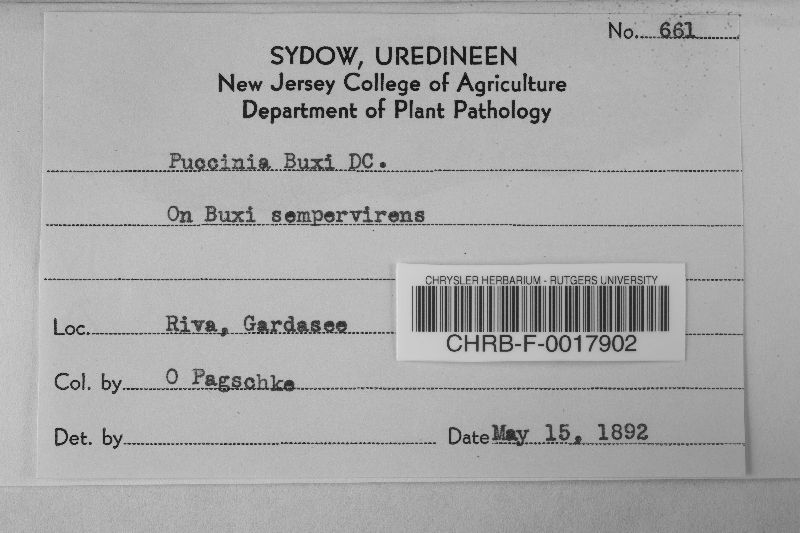 No. 661
SYDOW, UREDINEEN
New Jersey College of Agriculture
Department of Plant Pathology
Puccinia Buxi DC.
On Buxi sempervirens
CHRYSLER HERBARIUM - RUTGERS UNIVERSITY
CHRB-F-0017902
Loc. Riva, Gardasee
Col. by O Pagschke
Det. by
Date May 15, 1892